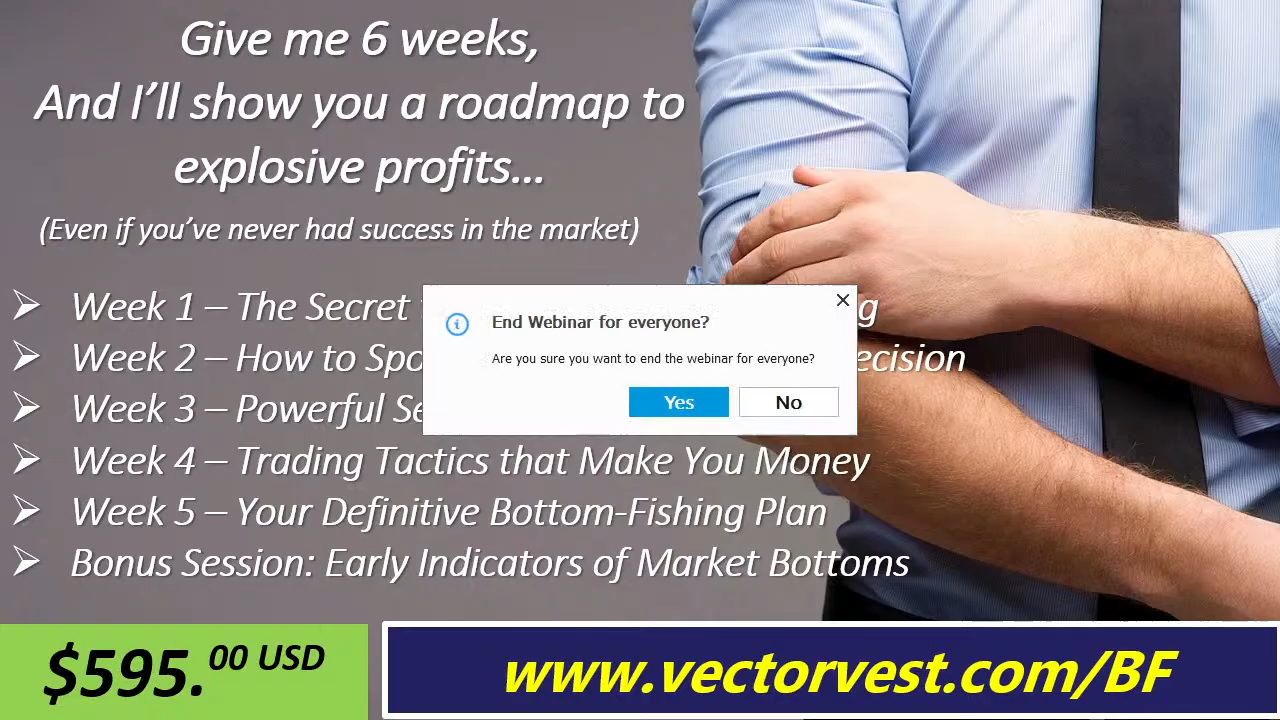 Give me 6 weeks,
And I'll show you a roadmap to
explosive profits...
(Even if you've never had success in the market)
Week 1 – The Secret
Week 2 – How to Spo
ecision
Week 3 – Powerful Se
End Webinar for everyone?
Are you sure you want to end the webinar for everyone?
Yes No
Week 4 – Trading Tactics that Make You Money
Week 5 – Your Definitive Bottom-Fishing Plan
Bonus Session: Early Indicators of Market Bottoms
$595.00 USD
www.vectorvest.com/BF